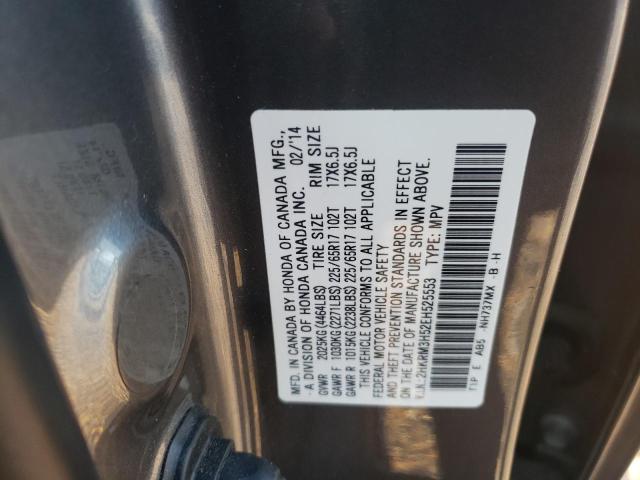 MFD. IN CANADA BY HONDA OF CANADA MFG.,
- A DIVISION OF HONDA CANADA INC. 02/'14
GVWR 2025KG(4464LBS) TIRE SIZE RIM SIZE
GAWR F 1030KG(2271LBS) 225/65R17 102T 17X6.5J
GAWR R 1015KG(2238LBS) 225/65R17 102T 17X6.5J
THIS VEHICLE CONFORMS TO ALL APPLICABLE
FEDERAL MOTOR VEHICLE SAFETY
AND THEFT PREVENTION STANDARDS IN EFFECT
ON THE DATE OF MANUFACTURE SHOWN ABOVE.
V.I.N.: 2HKRM3H52EH525553 TYPE: MPV
E AB5 -NH737MX -B -H